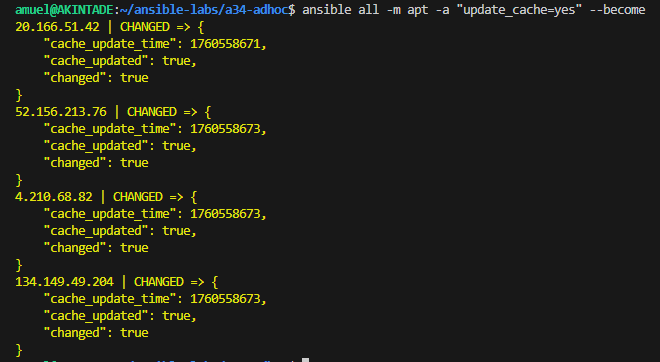 amuel@AKINTADE:~/ansible-labs/a34-adhoc$ ansible all -m apt -a "update_cache=yes" --become
20.166.51.42 | CHANGED => {
    "cache_update_time": 1760558671,
    "cache_updated": true,
    "changed": true
}
52.156.213.76 | CHANGED => {
    "cache_update_time": 1760558673,
    "cache_updated": true,
    "changed": true
}
4.210.68.82 | CHANGED => {
    "cache_update_time": 1760558673,
    "cache_updated": true,
    "changed": true
}
134.149.49.204 | CHANGED => {
    "cache_update_time": 1760558673,
    "cache_updated": true,
    "changed": true
}